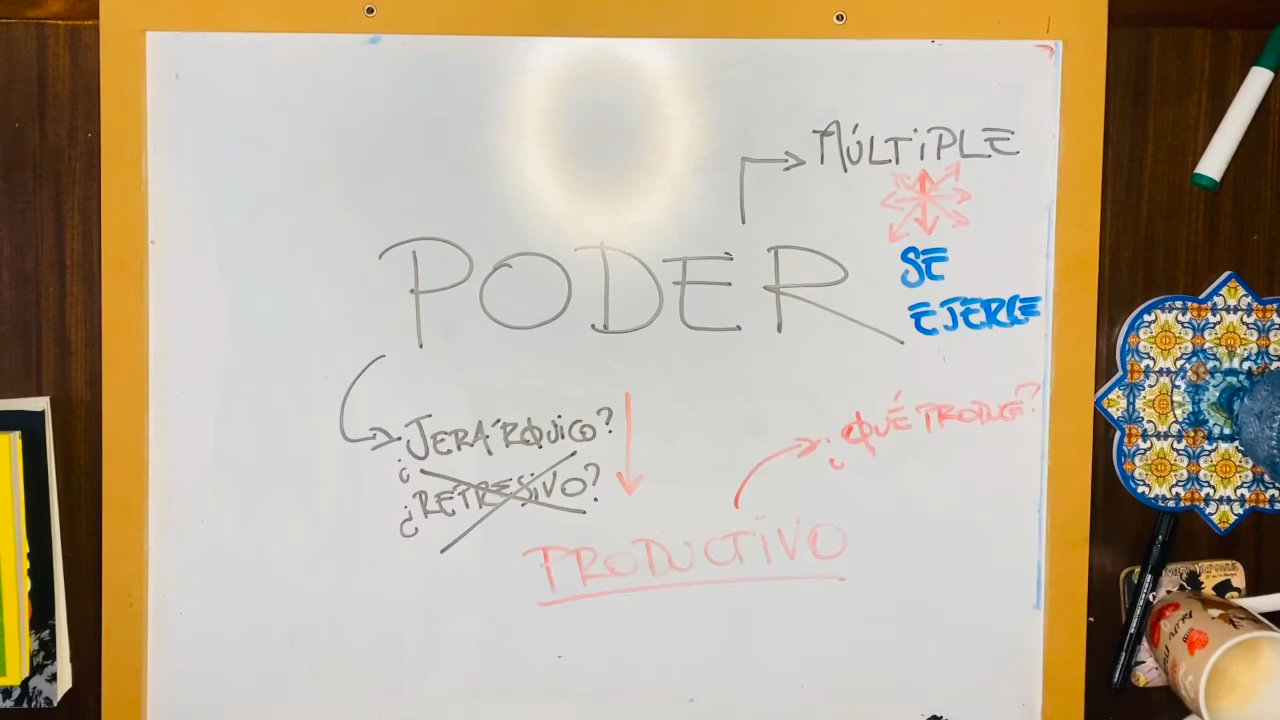 MÚLTIPLE
PODER
SE
EJERCE
¿JERÁRQUICO?
¿RETRESIVO?
¿QUÉ PRODUCE?
PRODUCTIVO